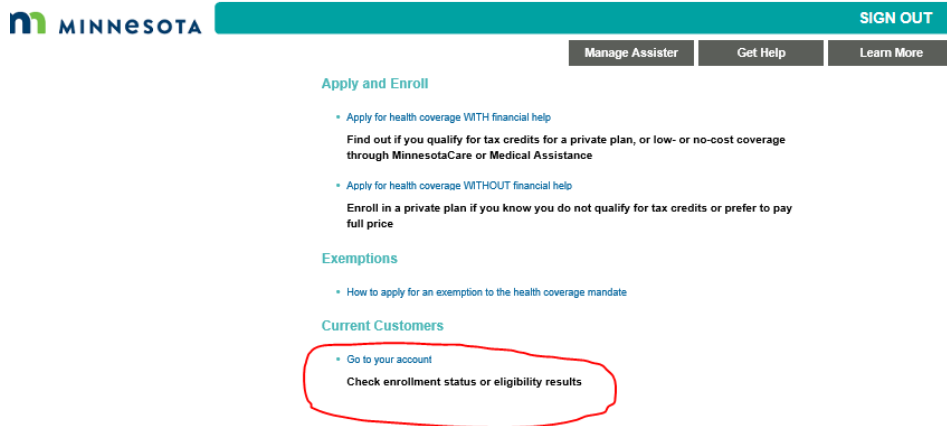 MINNESOTA
SIGN OUT
Manage Assister Get Help Learn More
Apply and Enroll
Apply for health coverage WITH financial help
Find out if you qualify for tax credits for a private plan, or low- or no-cost coverage
through MinnesotaCare or Medical Assistance
Apply for health coverage WITHOUT financial help
Enroll in a private plan if you know you do not qualify for tax credits or prefer to pay
full price
Exemptions
How to apply for an exemption to the health coverage mandate
Current Customers
Go to your account
Check enrollment status or eligibility results